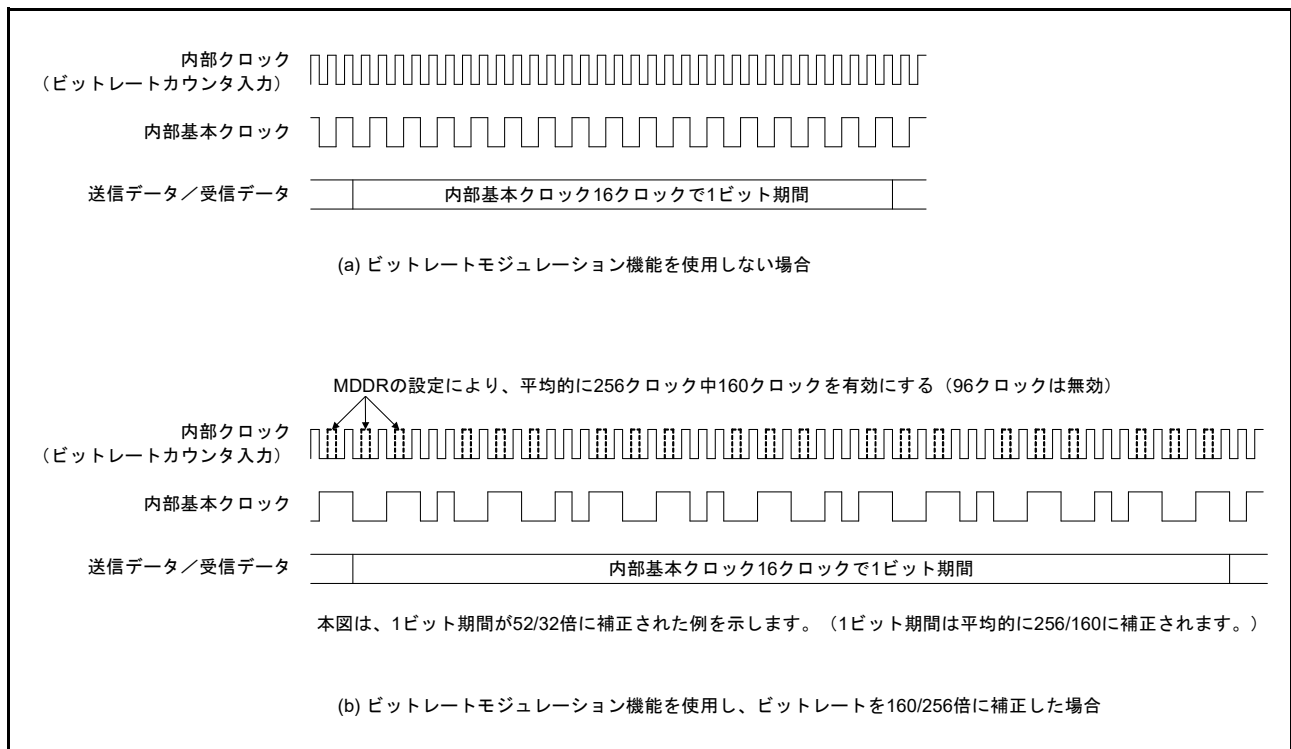 内部クロック
（ビットレートカウンタ入力）
内部基本クロック
送信データ／受信データ
内部基本クロック16クロックで1ビット期間
(a) ビットレートモジュレーション機能を使用しない場合
MDDRの設定により、平均的に256クロック中160クロックを有効にする（96クロックは無効）
内部クロック
（ビットレートカウンタ入力）
内部基本クロック
送信データ／受信データ
内部基本クロック16クロックで1ビット期間
本図は、1ビット期間が52/32倍に補正された例を示します。（1ビット期間は平均的に256/160に補正されます。）
(b) ビットレートモジュレーション機能を使用し、ビットレートを160/256倍に補正した場合